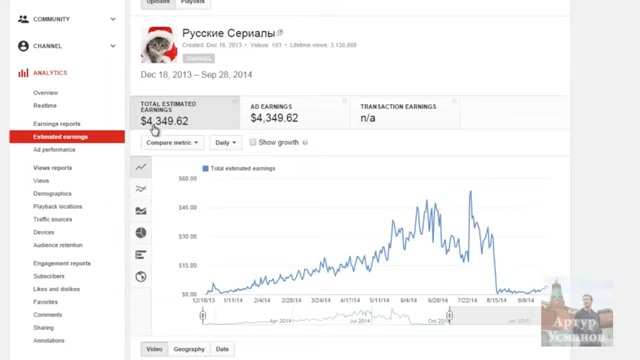 Uploads
Playlists
COMMUNITY
CHANNEL
ANALYTICS
Overview
Realtime
Earnings reports
Estimated earnings
Ad performance
Views reports
Views
Demographics
Playback locations
Traffic sources
Devices
Audience retention
Engagement reports
Subscribers
Likes and dislikes
Favorites
Comments
Sharing
Annotations
Русские Сериалы
Created: Dec 18, 2013 • Videos: 193 • Lifetime views: 3,136,668
CHANNEL
Dec 18, 2013 – Sep 28, 2014
TOTAL ESTIMATED
EARNINGS
$4,349.62
AD EARNINGS
$4,349.62
TRANSACTION EARNINGS
n/a
Compare metric
Daily
Show growth
Total estimated earnings
$60.00
$45.00
$30.00
$15.00
$0.00
12/18/13 1/11/14 2/4/14 2/28/14 3/24/14 4/17/14 5/11/14 6/4/14 6/28/14 7/22/14 8/15/14 9/8/14
Apr 2014 Jul 2014 Oct 2014 Jan 2015
Video Geography Date
Артур
Усманов